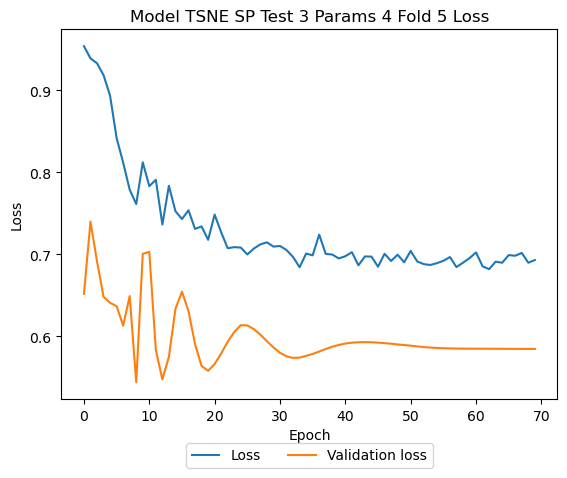 Model TSNE SP Test 3 Params 4 Fold 5 Loss
0.9
0.8
0.7
0.6
Loss
0 10 20 30 40 50 60 70
Epoch
Loss Validation loss